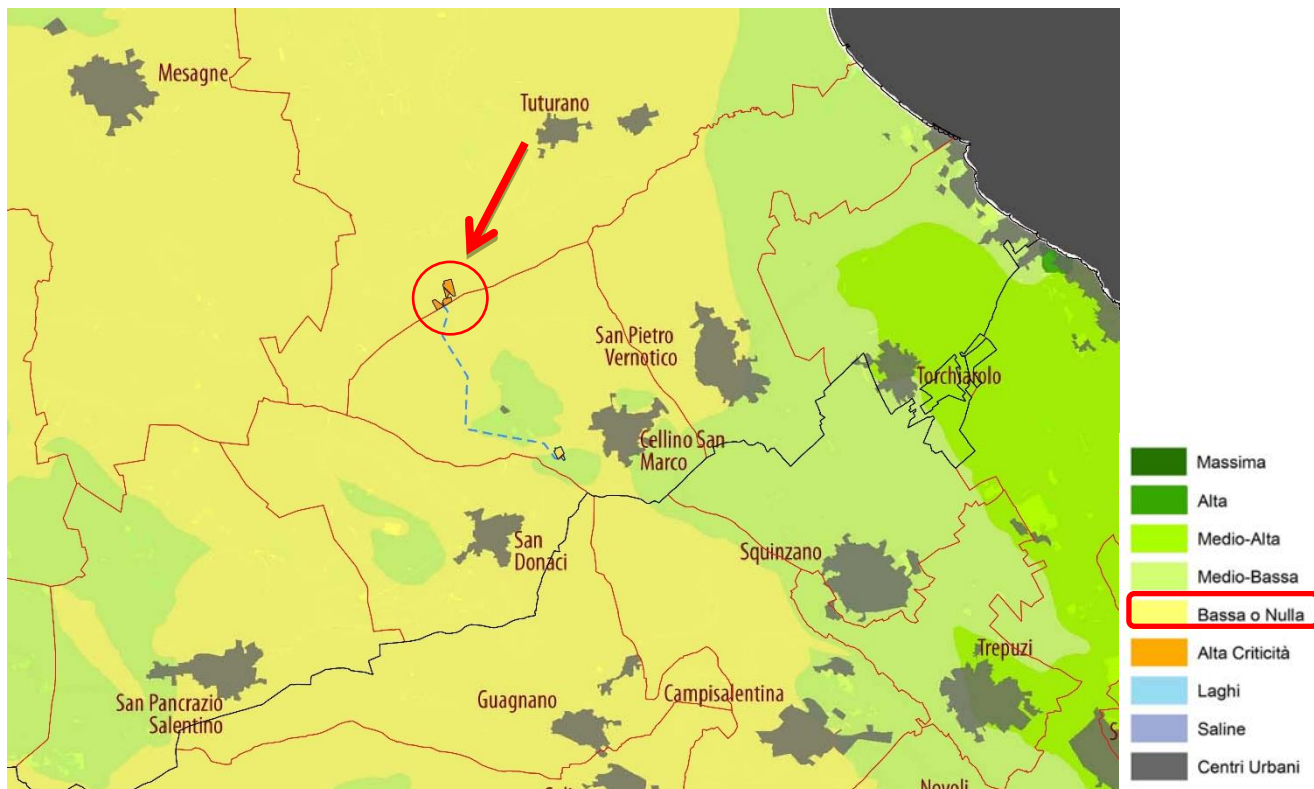 Mesagne
Tuturano
San Pietro
Vernotico
Torchiarolo
Cellino San
Marco
San
Donaci
Squinzano
Trepuzi
San Pancrazio
Salentino
Guagnano
Campisalentina
Novoli
Massima
Alta
Medio-Alta
Medio-Bassa
Bassa o Nulla
Alta Criticità
Laghi
Saline
Centri Urbani